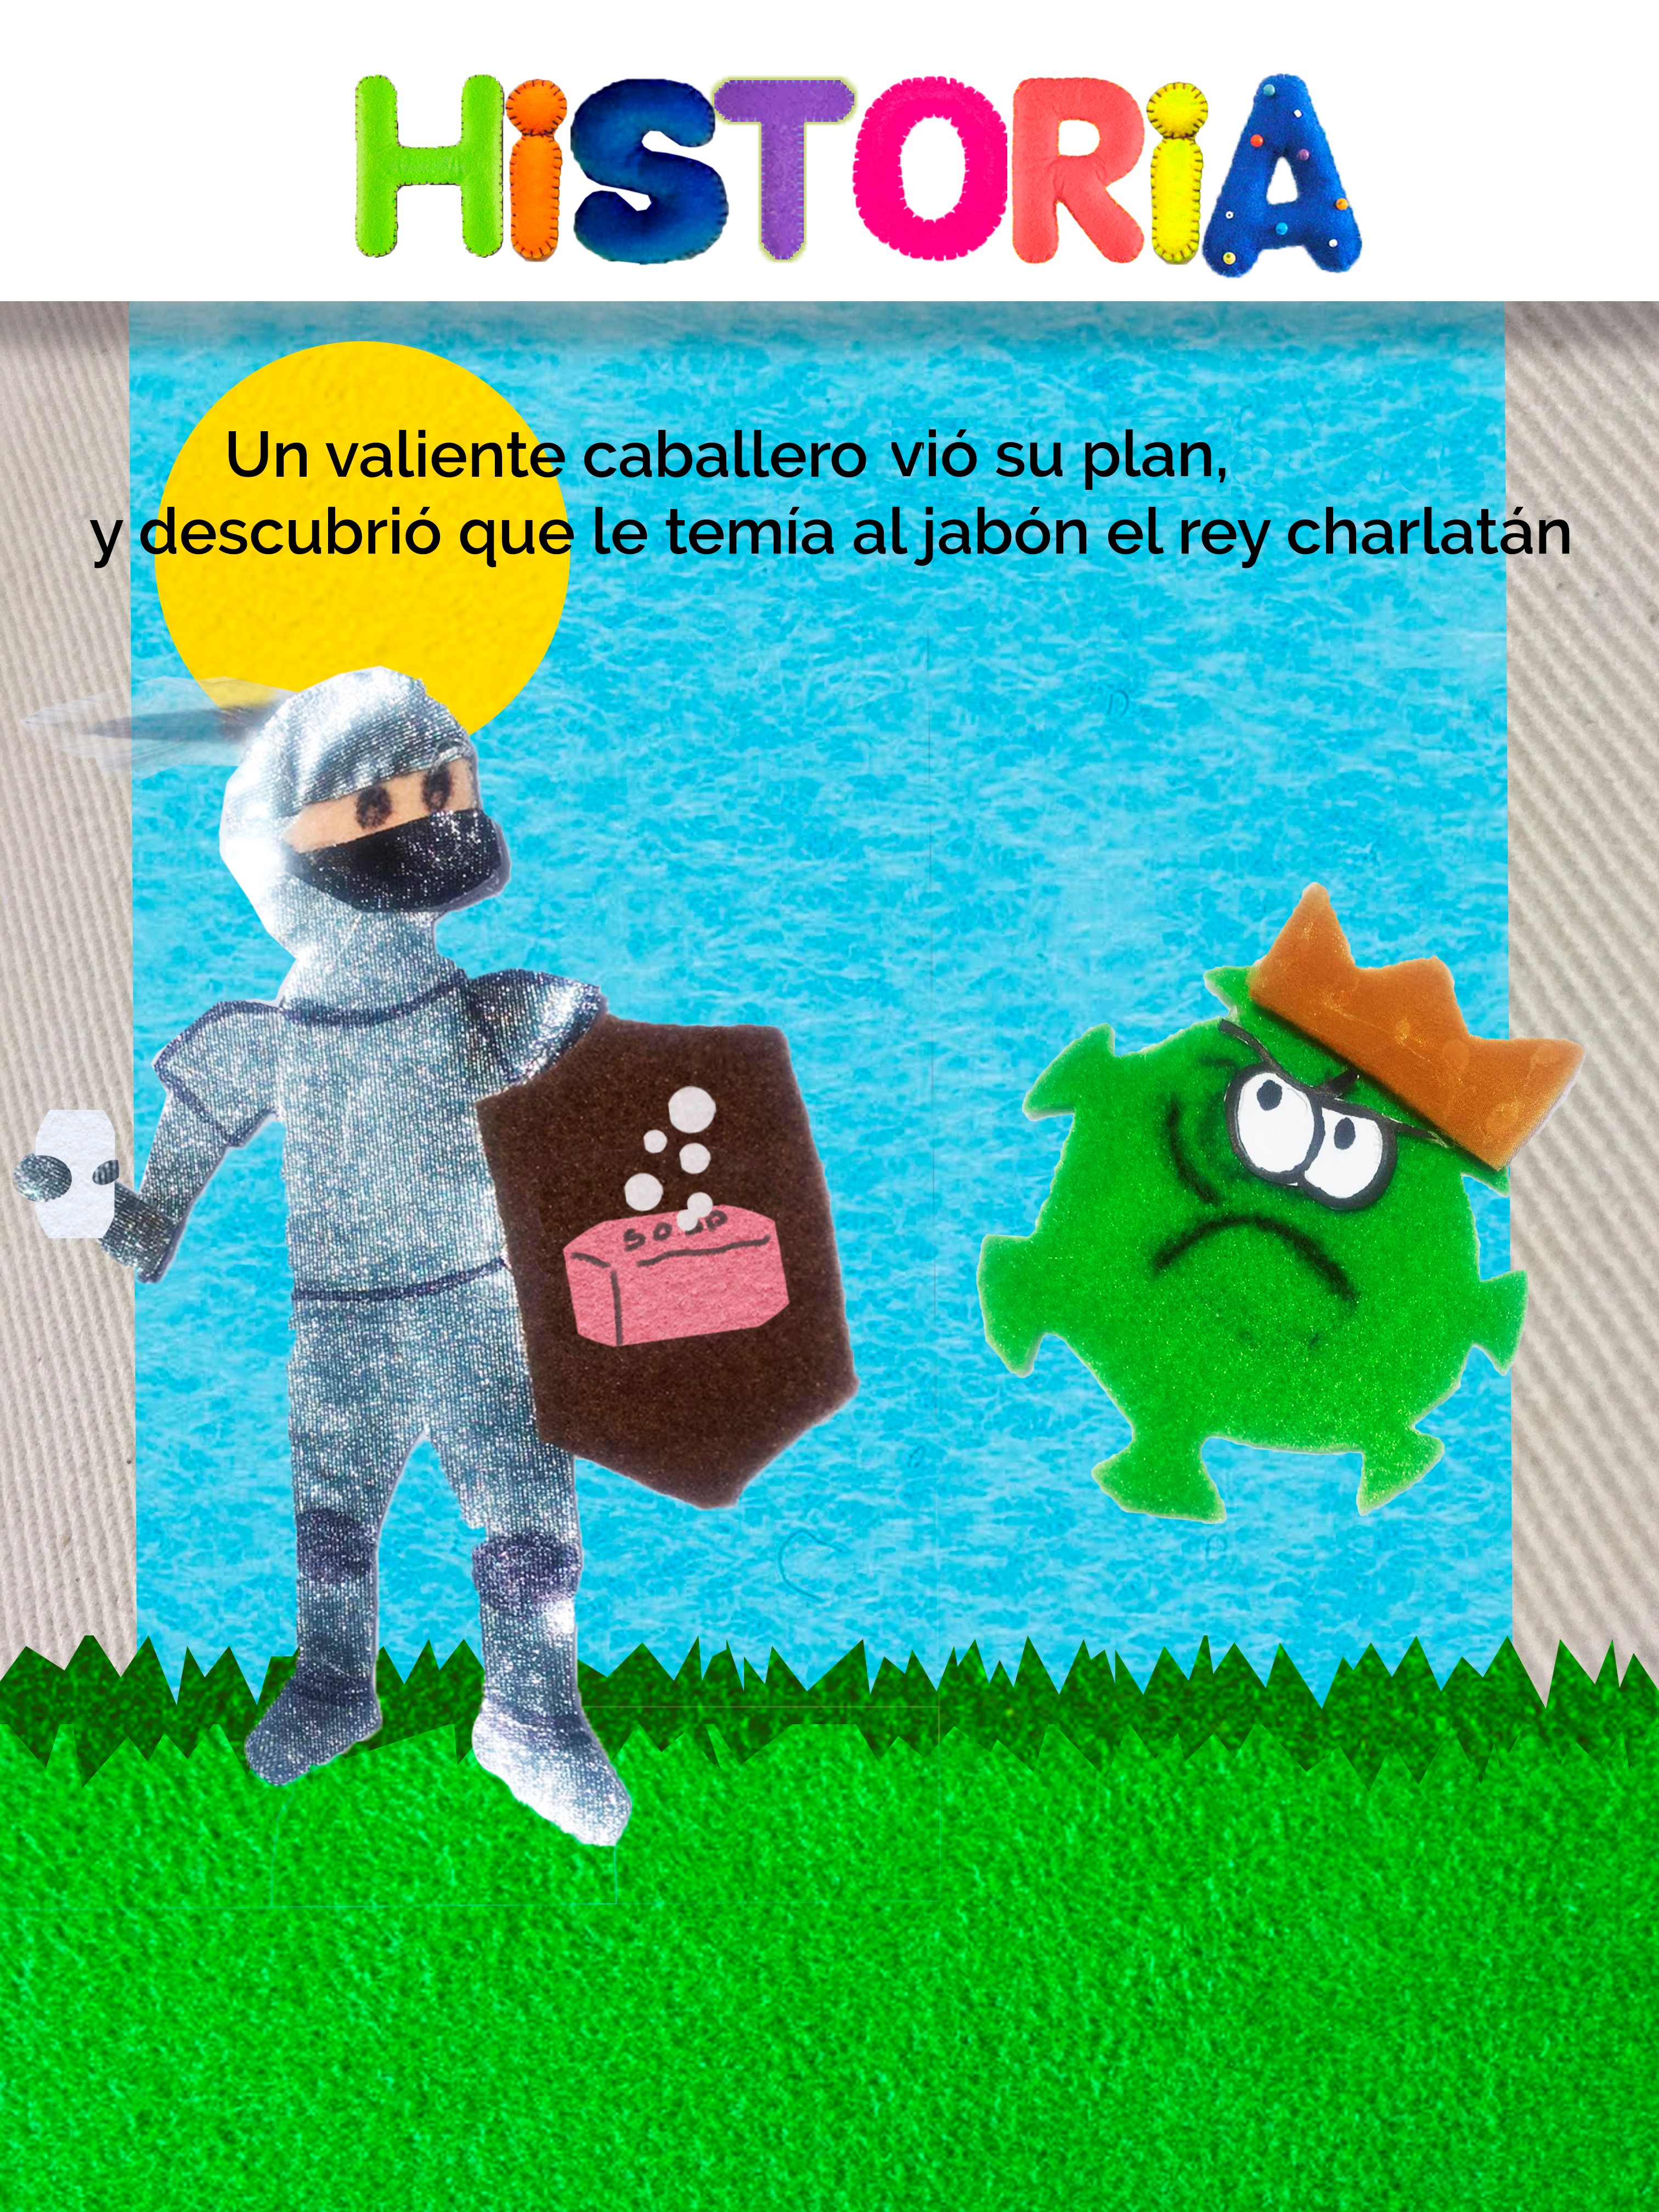 HiSTORiA
Un valiente caballero vió su plan,
y descubrió que le temía al jabón el rey charlatán
SOAP